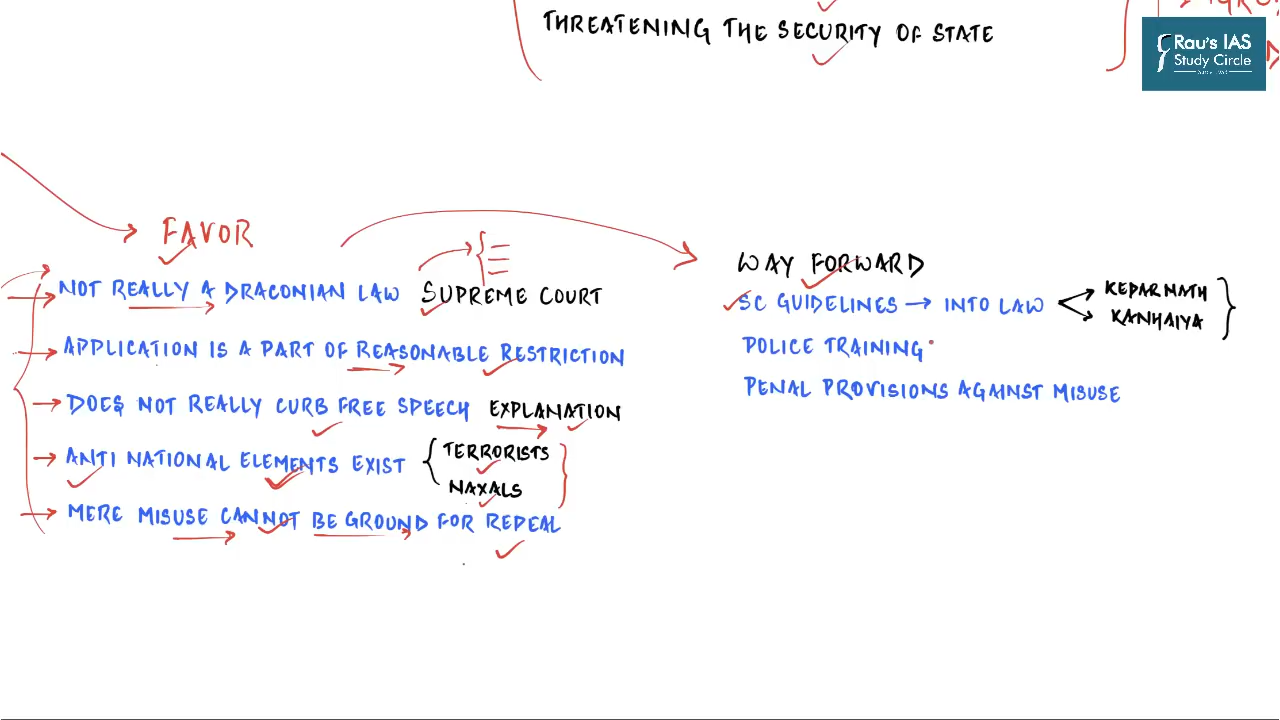 THREATENING THE SECURITY OF STATE
Rau's IAS
Study Circle
FAVOR
NOT REALLY A DRACONIAN LAW SUPREME COURT
APPLICATION IS A PART OF REASONABLE RESTRICTION
DOES NOT REALLY CURB FREE SPEECH EXPLANATION
ANTI NATIONAL ELEMENTS EXIST
TERRORISTS
NAXALS
MERE MISUSE CANNOT BE GROUND FOR REPEAL
WAY FORWARD
SC GUIDELINES → INTO LAW
KEDARNATH
KANHAIYA
POLICE TRAINING
PENAL PROVISIONS AGAINST MISUSE